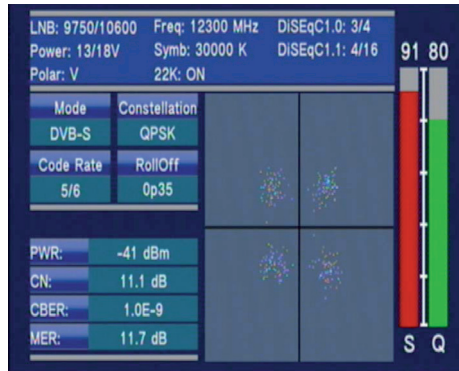 LNB: 9750/10600 Freq: 12300 MHz DiSEqC1.0: 3/4
Power: 13/18V Symb: 30000 K DiSEqC1.1: 4/16
Polar: V 22K: ON
91 80
Mode Constellation
DVB-S QPSK
Code Rate RollOff
5/6 0p35
PWR: -41 dBm
CN: 11.1 dB
CBER: 1.0E-9
MER: 11.7 dB
S Q